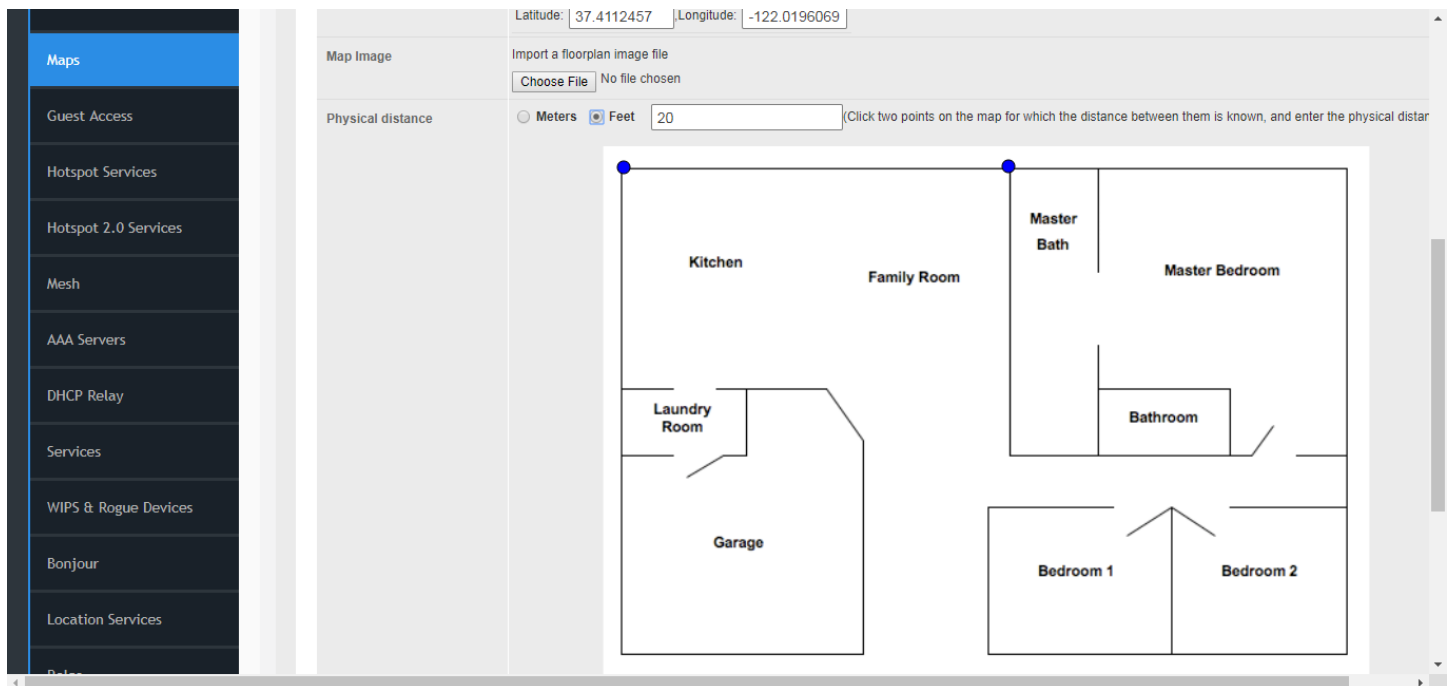 Latitude: 37.4112457 ,Longitude: -122.0196069
Maps
Map Image
Import a floorplan image file
Choose File No file chosen
Guest Access
Physical distance
Meters Feet 20 (Click two points on the map for which the distance between them is known, and enter the physical distan
Hotspot Services
Hotspot 2.0 Services
Mesh
AAA Servers
DHCP Relay
Services
WIPS & Rogue Devices
Bonjour
Location Services
Master
Bath
Kitchen
Family Room
Master Bedroom
Laundry
Room
Bathroom
Garage
Bedroom 1
Bedroom 2